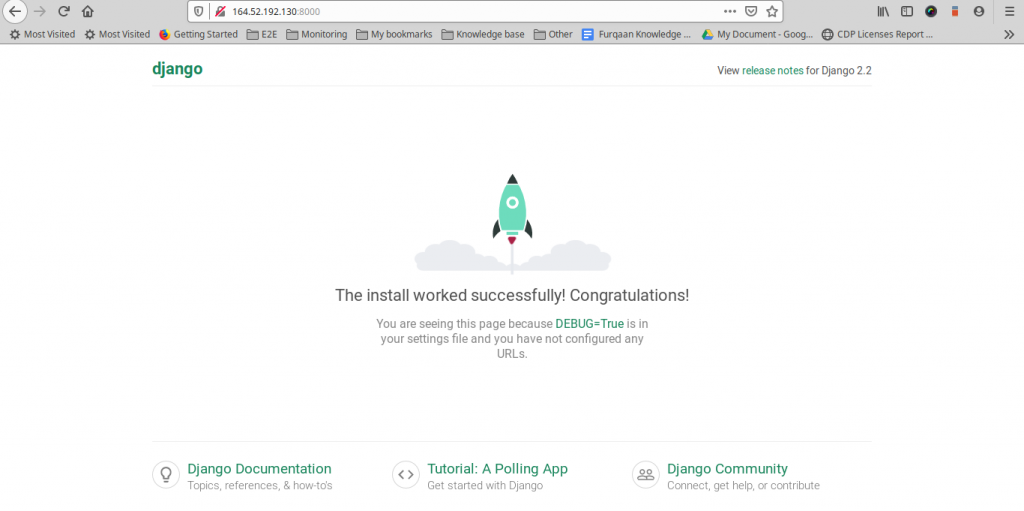 164.52.192.130:8000
Most Visited Most Visited Getting Started E2E Monitoring My bookmarks Knowledge base Other Furqaan Knowledge ... My Document - Goog... CDP Licenses Report ...
django View release notes for Django 2.2
The install worked successfully! Congratulations!
You are seeing this page because DEBUG=True is in
your settings file and you have not configured any
URLs.
Django Documentation Tutorial: A Polling App Django Community
Topics, references, & how-to's Get started with Django Connect, get help, or contribute